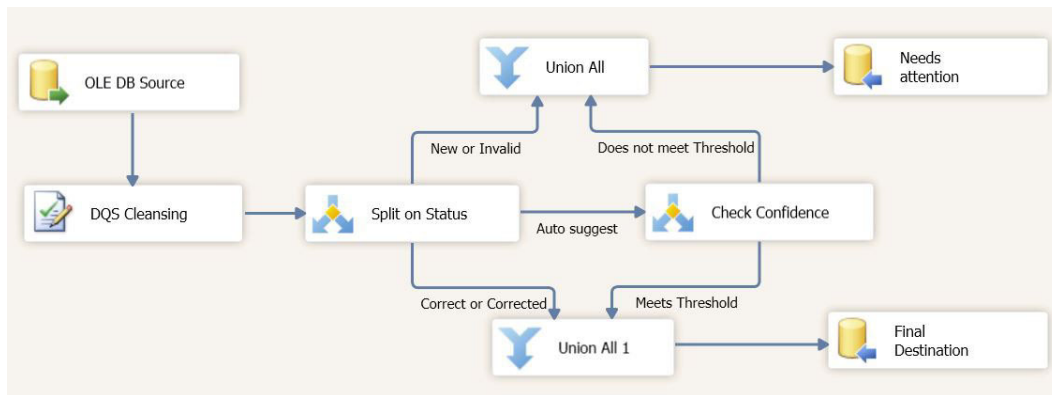 OLE DB Source
Union All
Needs
attention
New or Invalid
Does not meet Threshold
DQS Cleansing
Split on Status
Auto suggest
Check Confidence
Correct or Corrected
Meets Threshold
Union All 1
Final
Destination